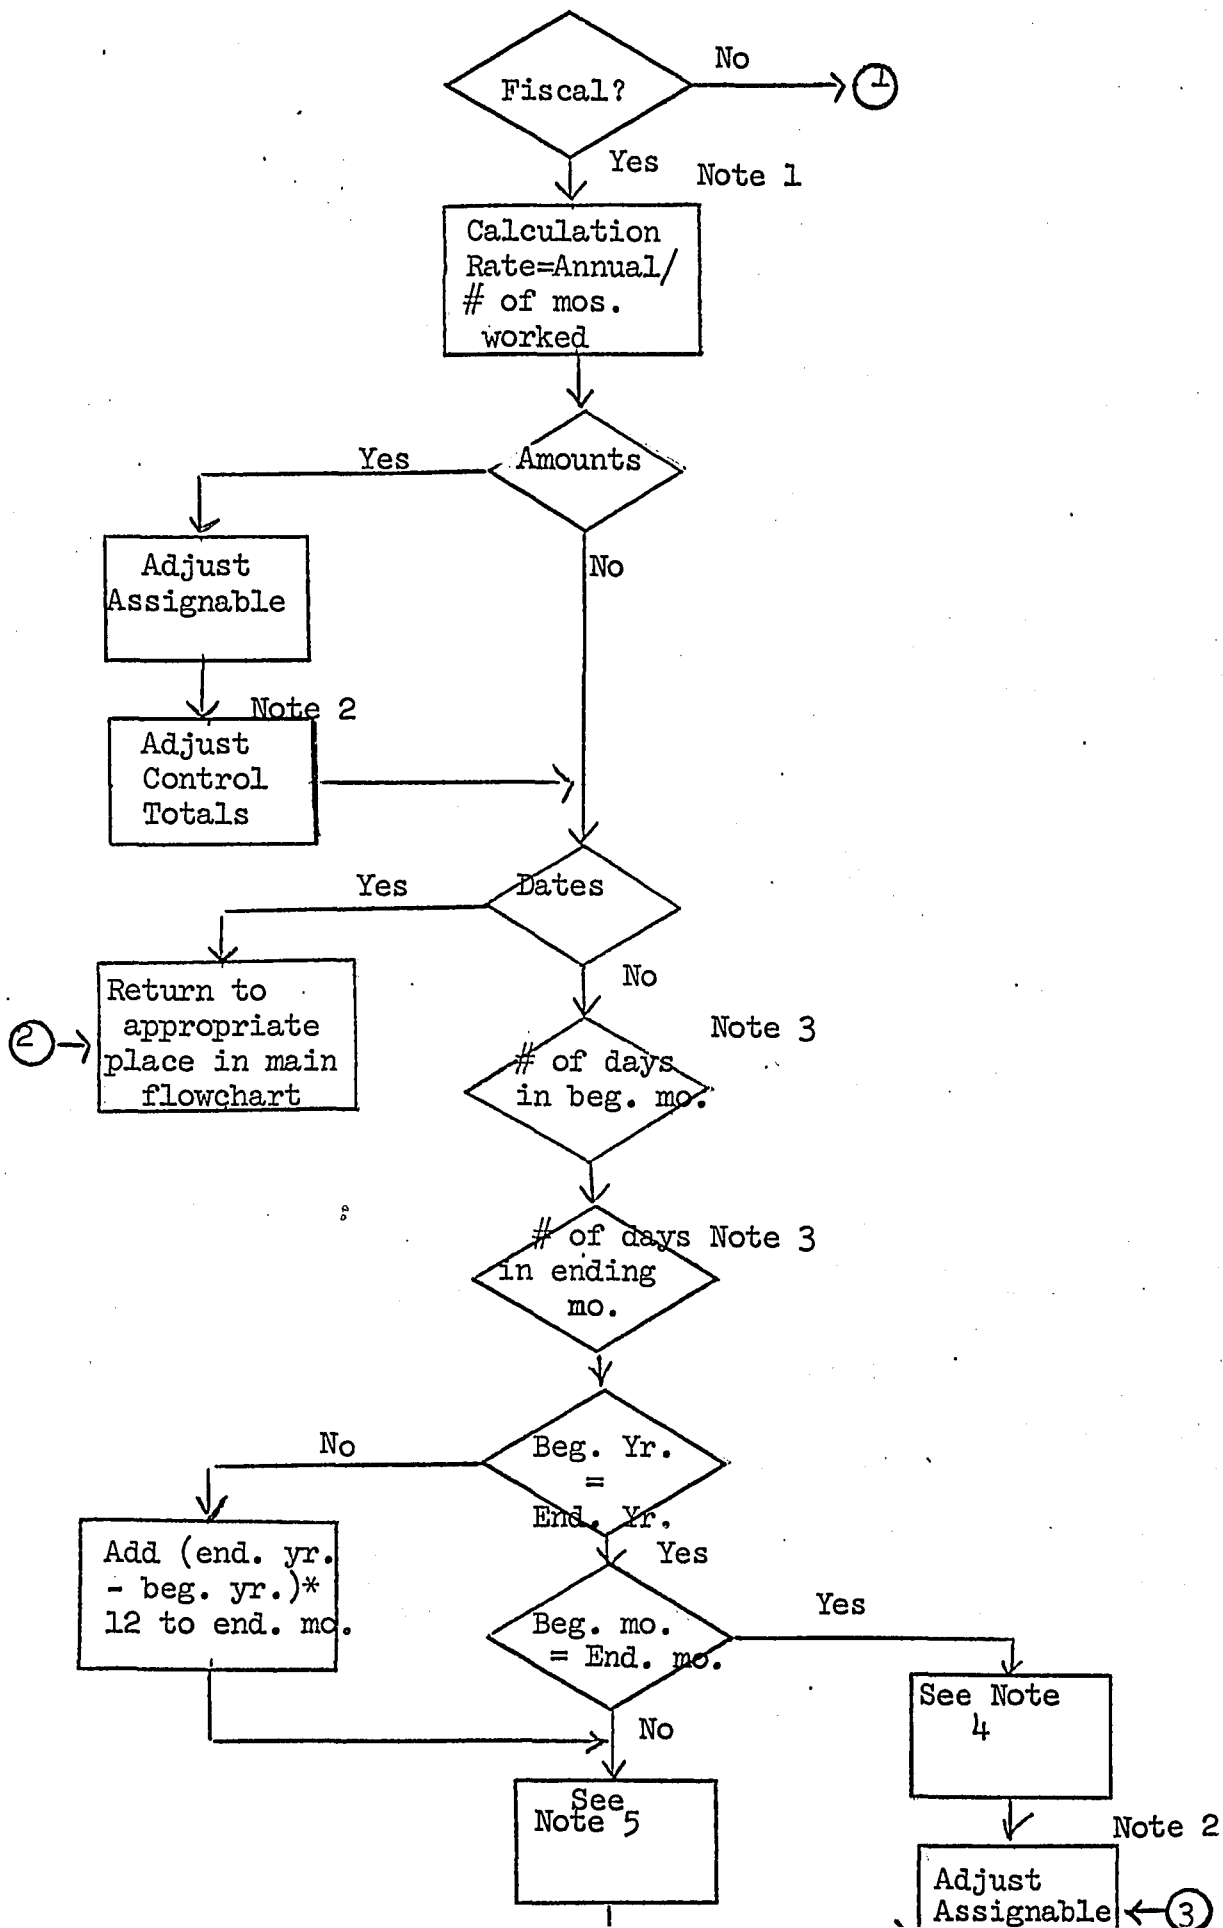 Fiscal?
No
1
Yes
Note 1
Calculation
Rate=Annual/
# of mos.
worked
Amounts
Yes
No
Adjust
Assignable
Note 2
Adjust
Control
Totals
Dates
Yes
No
Return to
appropriate
place in main
flowchart
2
Note 3
# of days
in beg. mo.
# of days
in ending
mo.
Note 3
Beg. Yr.
=
End. Yr.
No
Yes
Add (end. yr.
- beg. yr.)*
12 to end. mo.
Beg. mo.
= End. mo.
Yes
No
See Note
4
See
Note 5
Note 2
Adjust
Assignable
3